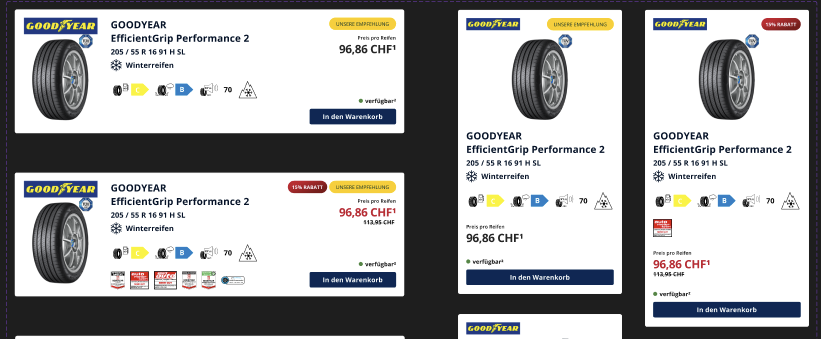 GOODYEAR
GOODYEAR
EfficientGrip Performance 2
205 / 55 R 16 91 H SL
Winterreifen
C
B
70
UNSERE EMPFEHLUNG
Preis pro Reifen
96,86 CHF¹
verfügbar²
In den Warenkorb
GOODYEAR
GOODYEAR
EfficientGrip Performance 2
205 / 55 R 16 91 H SL
Winterreifen
C
B
70
15% RABATT
UNSERE EMPFEHLUNG
Preis pro Reifen
96,86 CHF¹
113,95 CHF
verfügbar²
In den Warenkorb
GOODYEAR
UNSERE EMPFEHLUNG
GOODYEAR
EfficientGrip Performance 2
205 / 55 R 16 91 H SL
Winterreifen
C
B
70
Preis pro Reifen
96,86 CHF¹
verfügbar²
In den Warenkorb
GOODYEAR
GOODYEAR
15% RABATT
GOODYEAR
EfficientGrip Performance 2
205 / 55 R 16 91 H SL
Winterreifen
C
B
70
Preis pro Reifen
96,86 CHF¹
113,95 CHF
verfügbar²
In den Warenkorb